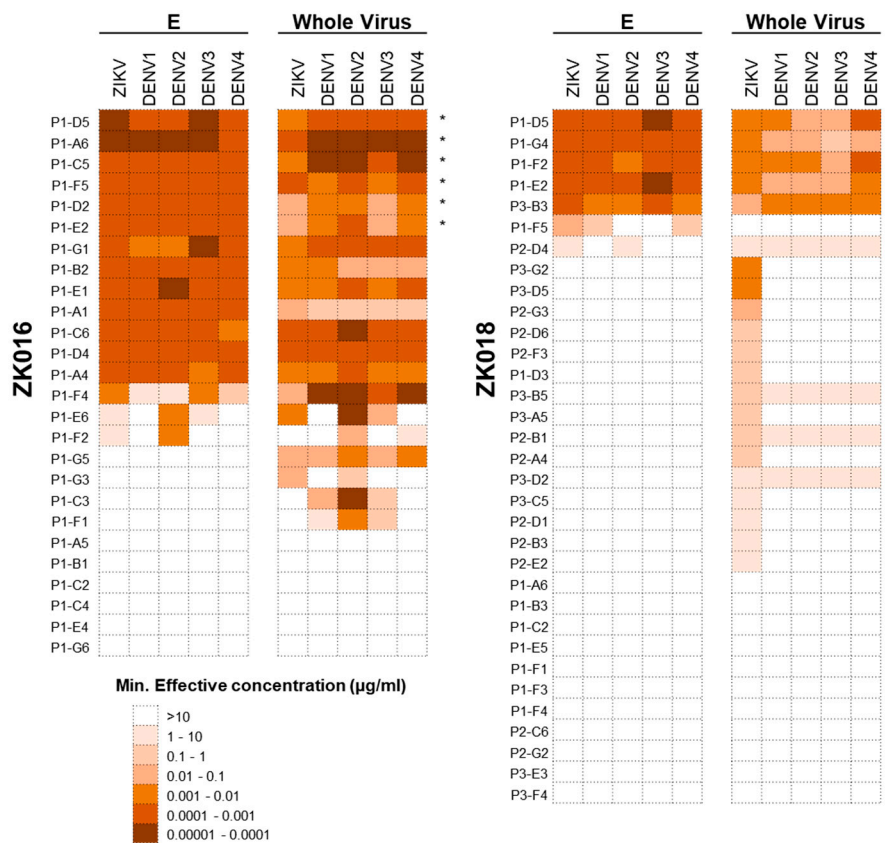 E Whole Virus E Whole Virus
ZIKV DENV1 DENV2 DENV3 DENV4 ZIKV DENV1 DENV2 DENV3 DENV4 ZIKV DENV1 DENV2 DENV3 DENV4 ZIKV DENV1 DENV2 DENV3 DENV4
ZK016
P1-D5 *
P1-A6 *
P1-C5 *
P1-F5 *
P1-D2 *
P1-E2 *
P1-G1
P1-B2
P1-E1
P1-A1
P1-C6
P1-D4
P1-A4
P1-F4
P1-E6
P1-F2
P1-G5
P1-G3
P1-C3
P1-F1
P1-A5
P1-B1
P1-C2
P1-C4
P1-E4
P1-G6
Min. Effective concentration (µg/ml)
>10
1 - 10
0.1 - 1
0.01 - 0.1
0.001 - 0.01
0.0001 - 0.001
0.00001 - 0.0001
ZK018
P1-D5
P1-G4
P1-F2
P1-E2
P3-B3
P1-F5
P2-D4
P3-G2
P3-D5
P2-G3
P2-D6
P2-F3
P1-D3
P3-B5
P3-A5
P2-B1
P2-A4
P3-D2
P3-C5
P2-D1
P2-B3
P2-E2
P1-A6
P1-B3
P1-C2
P1-E5
P1-F1
P1-F3
P1-F4
P2-C6
P2-G2
P3-E3
P3-F4